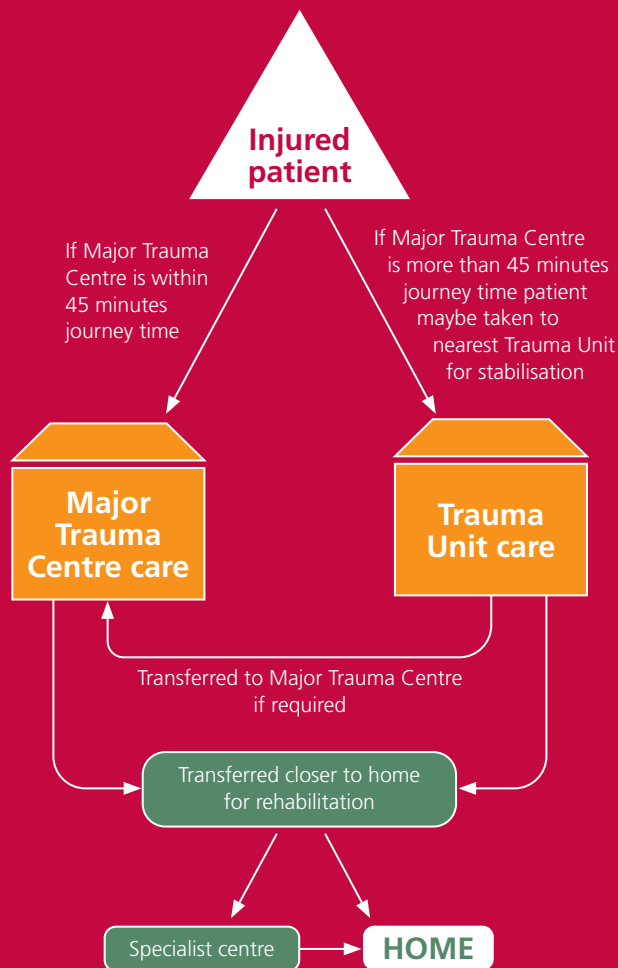 Injured
patient
If Major Trauma
Centre is within
45 minutes
journey time
If Major Trauma Centre
is more than 45 minutes
journey time patient
maybe taken to
nearest Trauma Unit
for stabilisation
Major
Trauma
Centre care
Trauma
Unit care
Transferred to Major Trauma Centre
if required
Transferred closer to home
for rehabilitation
Specialist centre
HOME